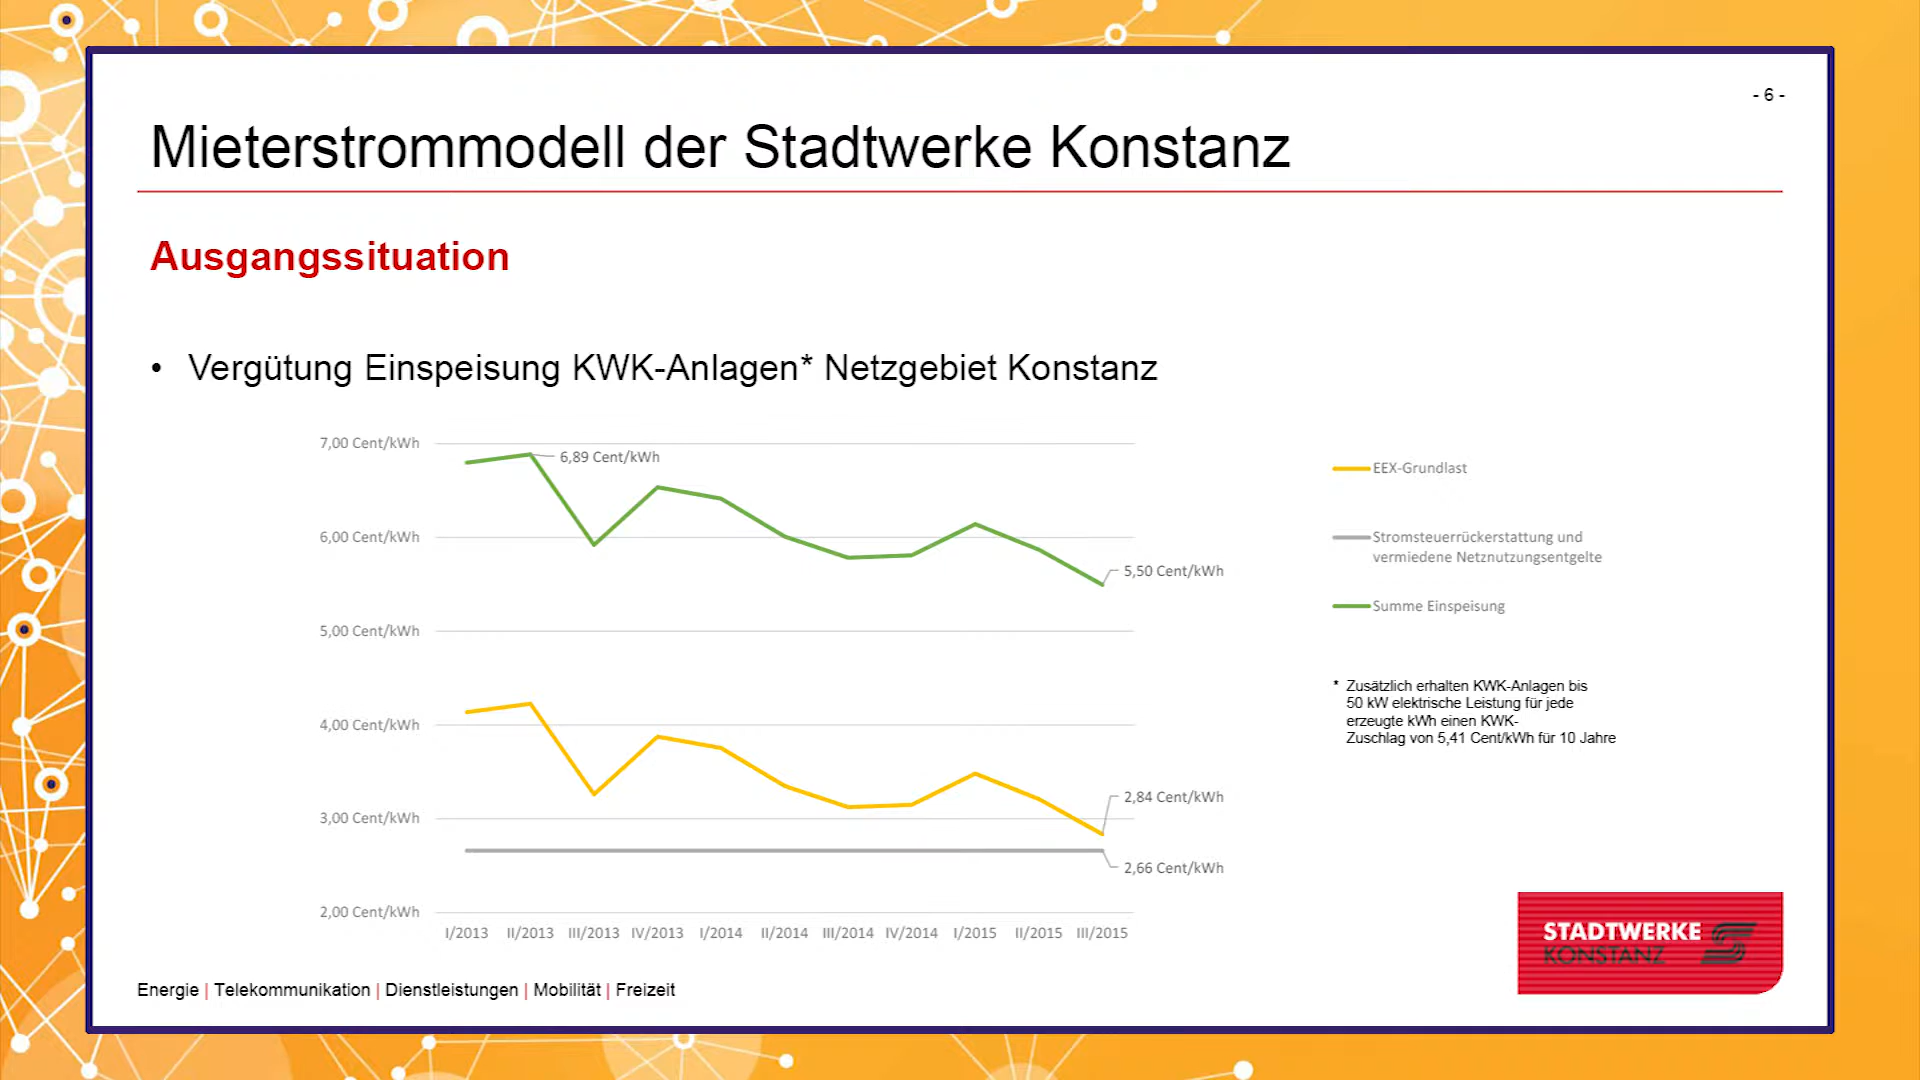 - 6 -
Mieterstrommodell der Stadtwerke Konstanz
Ausgangssituation
• Vergütung Einspeisung KWK-Anlagen* Netzgebiet Konstanz
7,00 Cent/kWh
6,89 Cent/kWh
6,00 Cent/kWh
5,50 Cent/kWh
5,00 Cent/kWh
4,00 Cent/kWh
2,84 Cent/kWh
3,00 Cent/kWh
2,66 Cent/kWh
2,00 Cent/kWh
I/2013 II/2013 III/2013 IV/2013 I/2014 II/2014 III/2014 IV/2014 I/2015 II/2015 III/2015
EEX-Grundlast
Stromsteuerrückerstattung und
vermiedene Netznutzungsentgelte
Summe Einspeisung
* Zusätzlich erhalten KWK-Anlagen bis
50 kW elektrische Leistung für jede
erzeugte kWh einen KWK-
Zuschlag von 5,41 Cent/kWh für 10 Jahre
STADTWERKE
KONSTANZ
Energie | Telekommunikation | Dienstleistungen | Mobilität | Freizeit